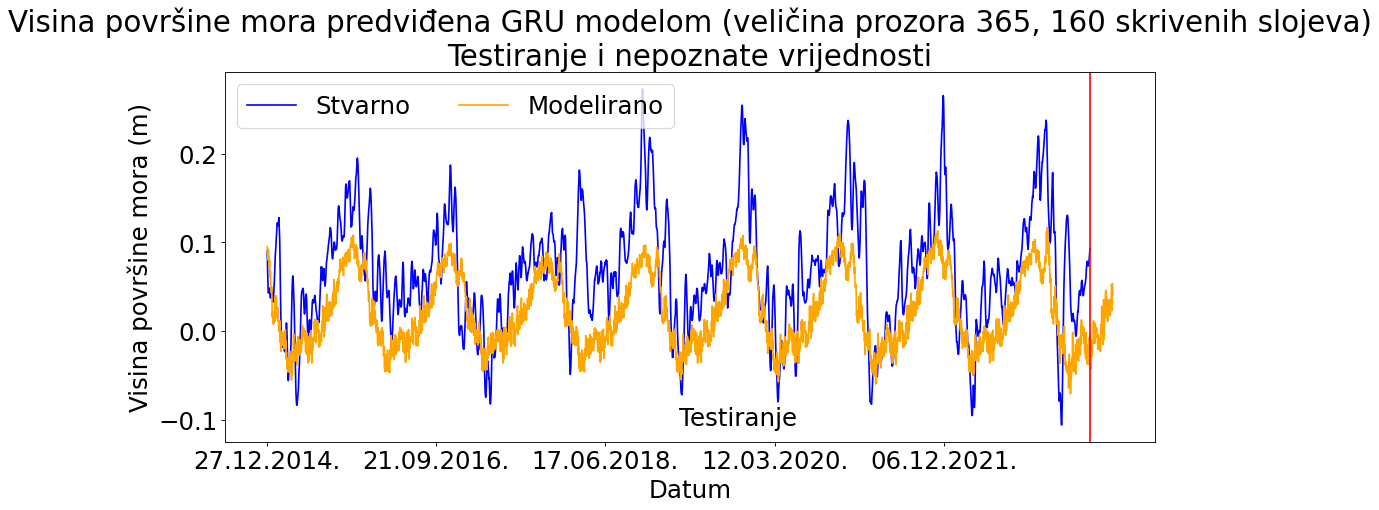 Visina površine mora predviđena GRU modelom (veličina prozora 365, 160 skrivenih slojeva)
Testiranje i nepoznate vrijednosti
Stvarno Modelirano
Visina površine mora (m)
0.2
0.1
0.0
−0.1
Testiranje
27.12.2014. 21.09.2016. 17.06.2018. 12.03.2020. 06.12.2021.
Datum